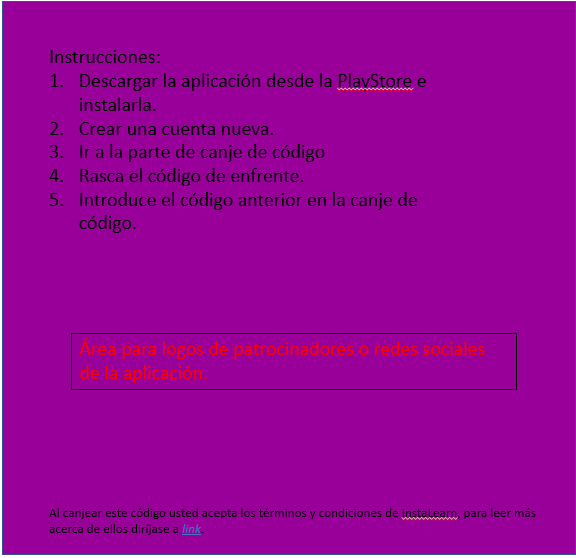 Instrucciones:
1. Descargar la aplicación desde la PlayStore e
instalarla.
2. Crear una cuenta nueva.
3. Ir a la parte de canje de código
4. Rasca el código de enfrente.
5. Introduce el código anterior en la canje de
código.
Área para logos de patrocinadores o redes sociales
de la aplicación.
Al canjear este código usted acepta los términos y condiciones de InstaLearn, para leer más
acerca de ellos diríjase a link.